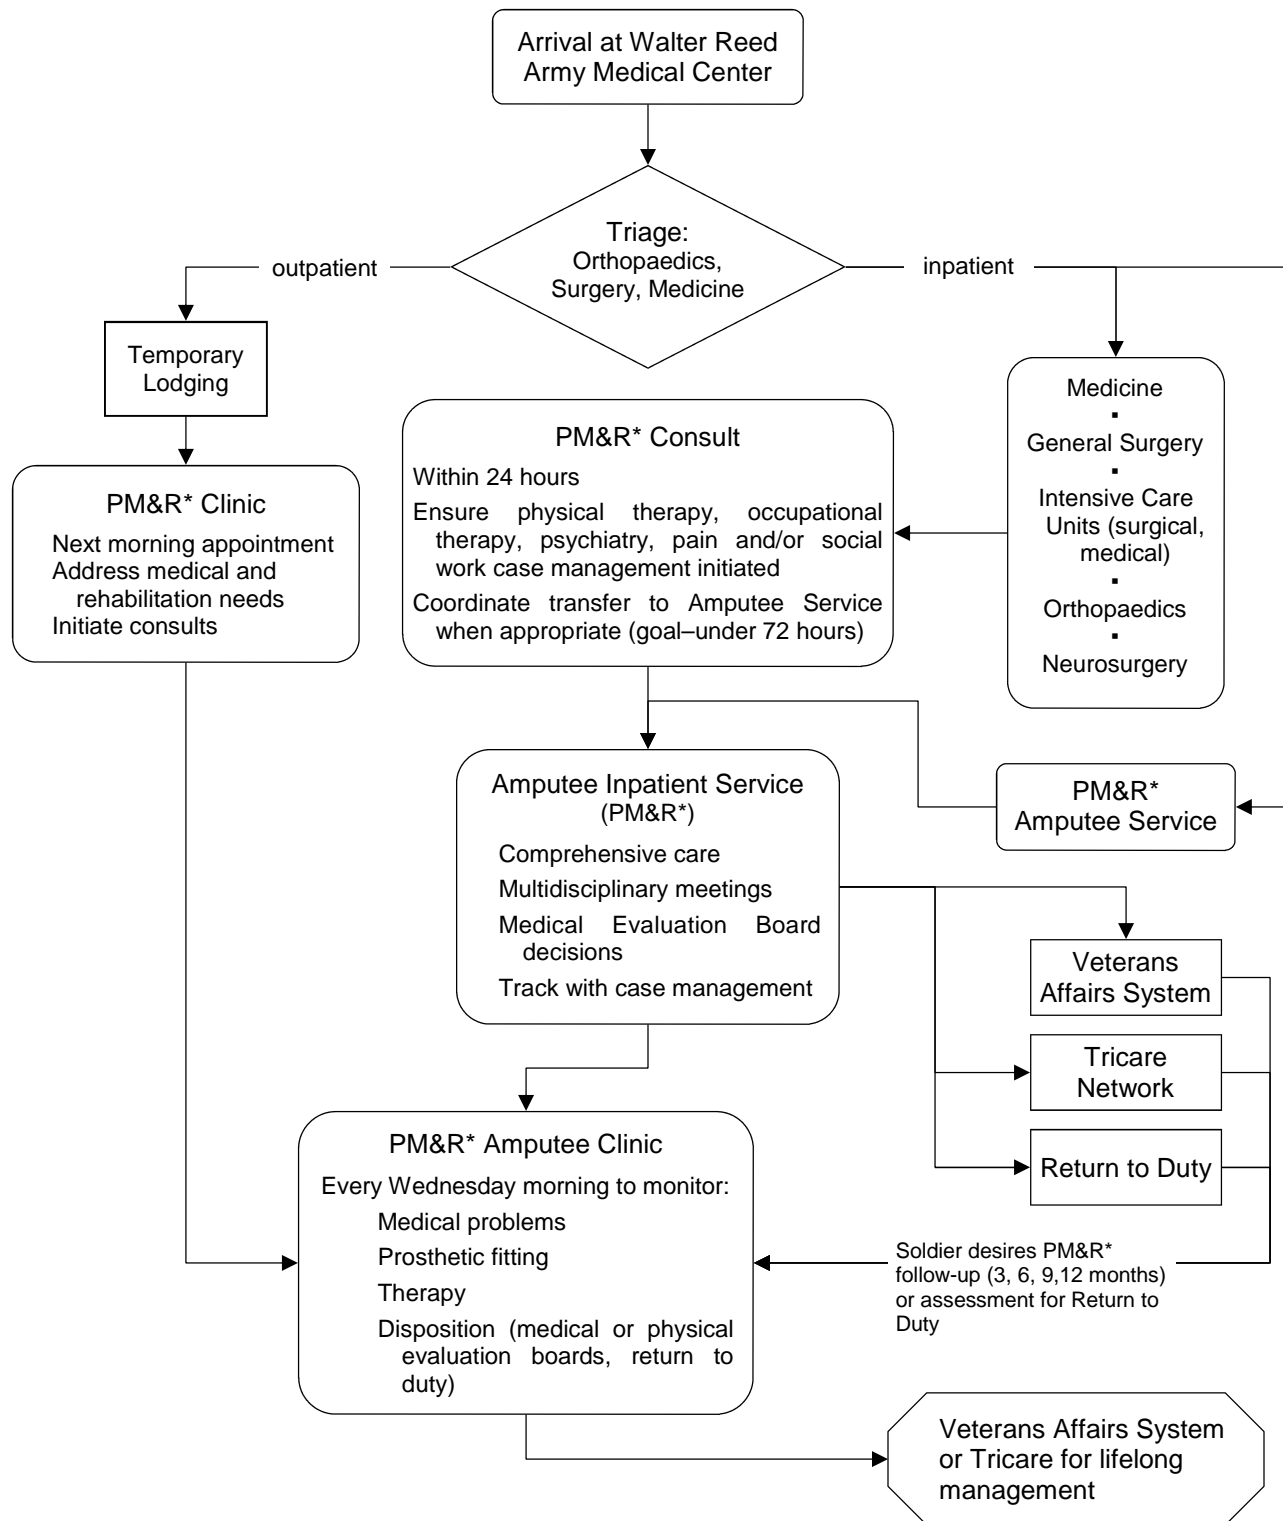 Arrival at Walter Reed
Army Medical Center
Triage:
Orthopaedics,
Surgery, Medicine
outpatient
inpatient
Temporary
Lodging
PM&R* Clinic
Next morning appointment
Address medical and
rehabilitation needs
Initiate consults
PM&R* Consult
Within 24 hours
Ensure physical therapy, occupational
therapy, psychiatry, pain and/or social
work case management initiated
Coordinate transfer to Amputee Service
when appropriate (goal–under 72 hours)
Medicine
▪
General Surgery
▪
Intensive Care
Units (surgical,
medical)
▪
Orthopaedics
▪
Neurosurgery
PM&R*
Amputee Service
Amputee Inpatient Service
(PM&R*)
Comprehensive care
Multidisciplinary meetings
Medical Evaluation Board
decisions
Track with case management
Veterans
Affairs System
Tricare
Network
Return to Duty
PM&R* Amputee Clinic
Every Wednesday morning to monitor:
Medical problems
Prosthetic fitting
Therapy
Disposition (medical or physical
evaluation boards, return to
duty)
Soldier desires PM&R*
follow-up (3, 6, 9,12 months)
or assessment for Return to
Duty
Veterans Affairs System
or Tricare for lifelong
management